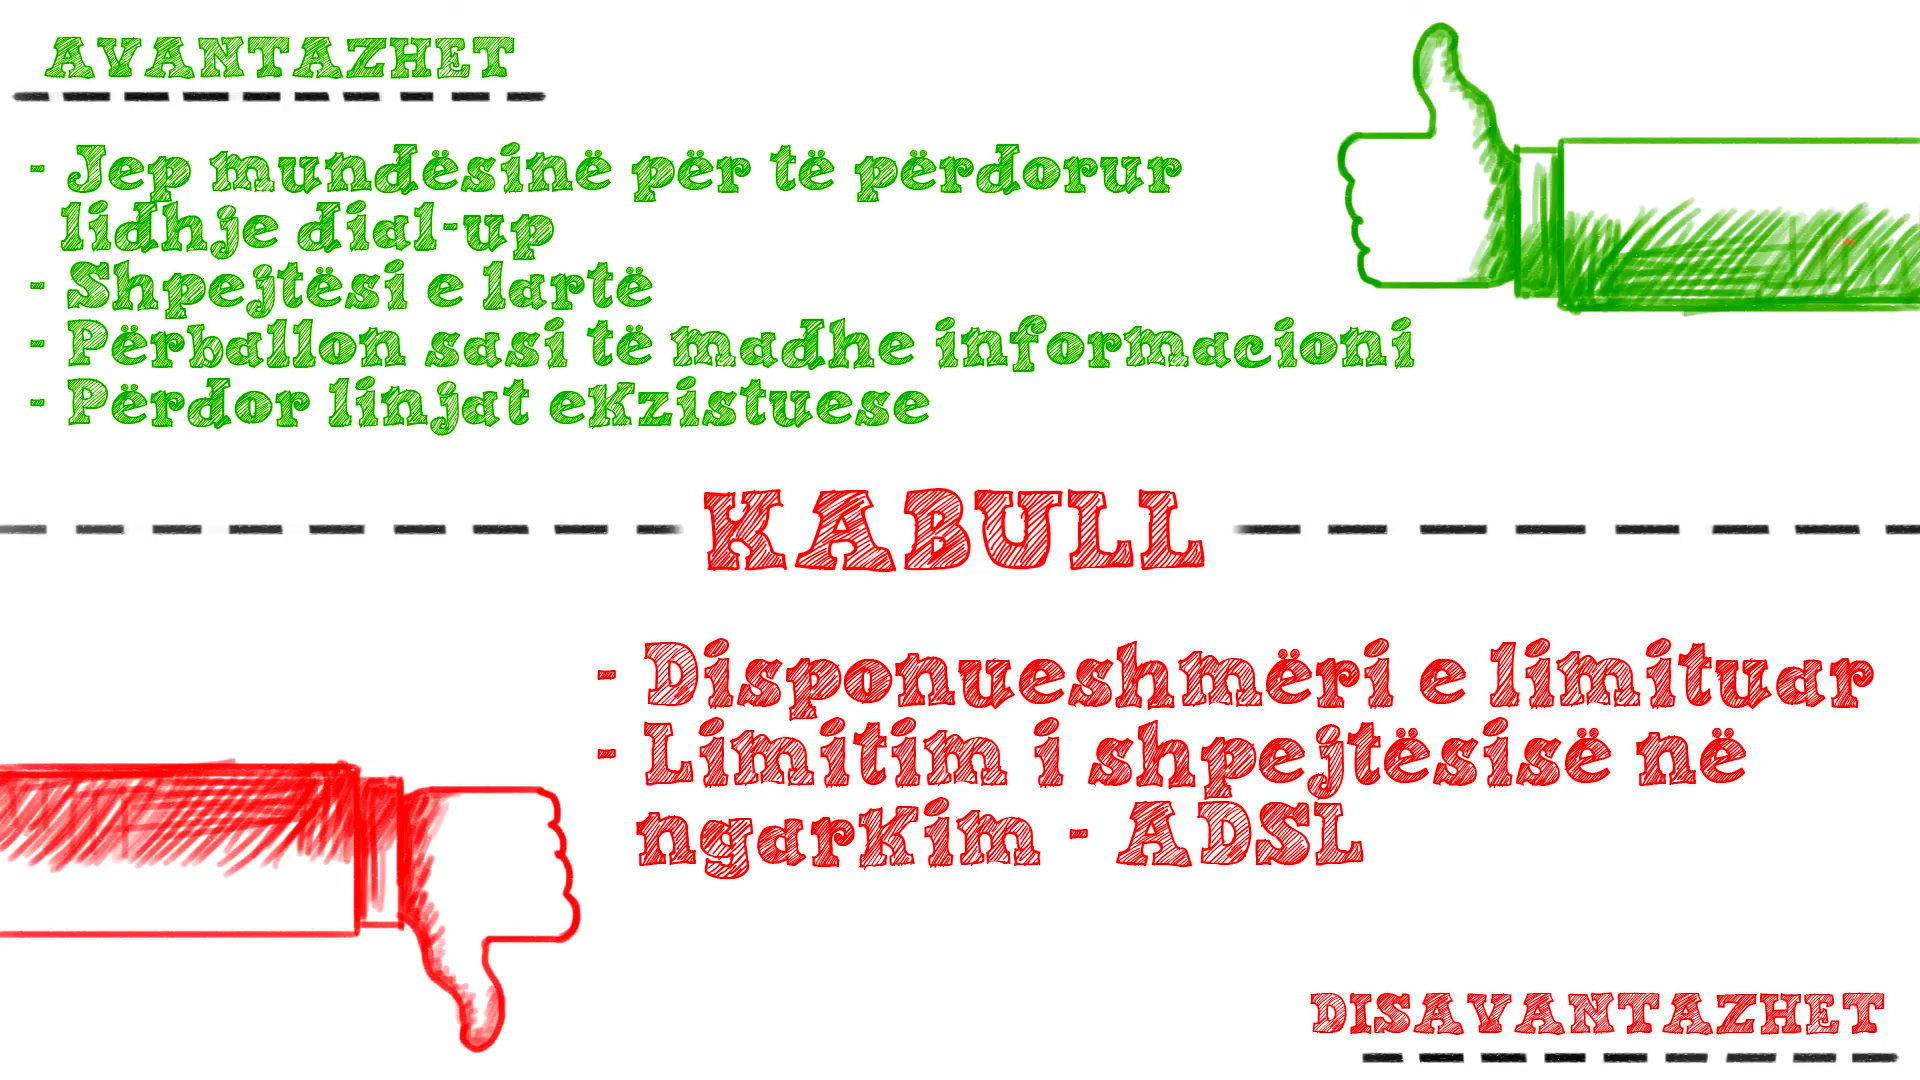 AVANTAZHET
- Jep mundësinë për të përdorur
lidhje dial-up
- Shpejtësi e lartë
- Përballon sasi të madhe informacioni
- Përdor linjat ekzistuese
KABULL
- Disponueshmëri e limituar
- Limitim i shpejtësisë në
ngarkim - ADSL
DISAVANTAZHET